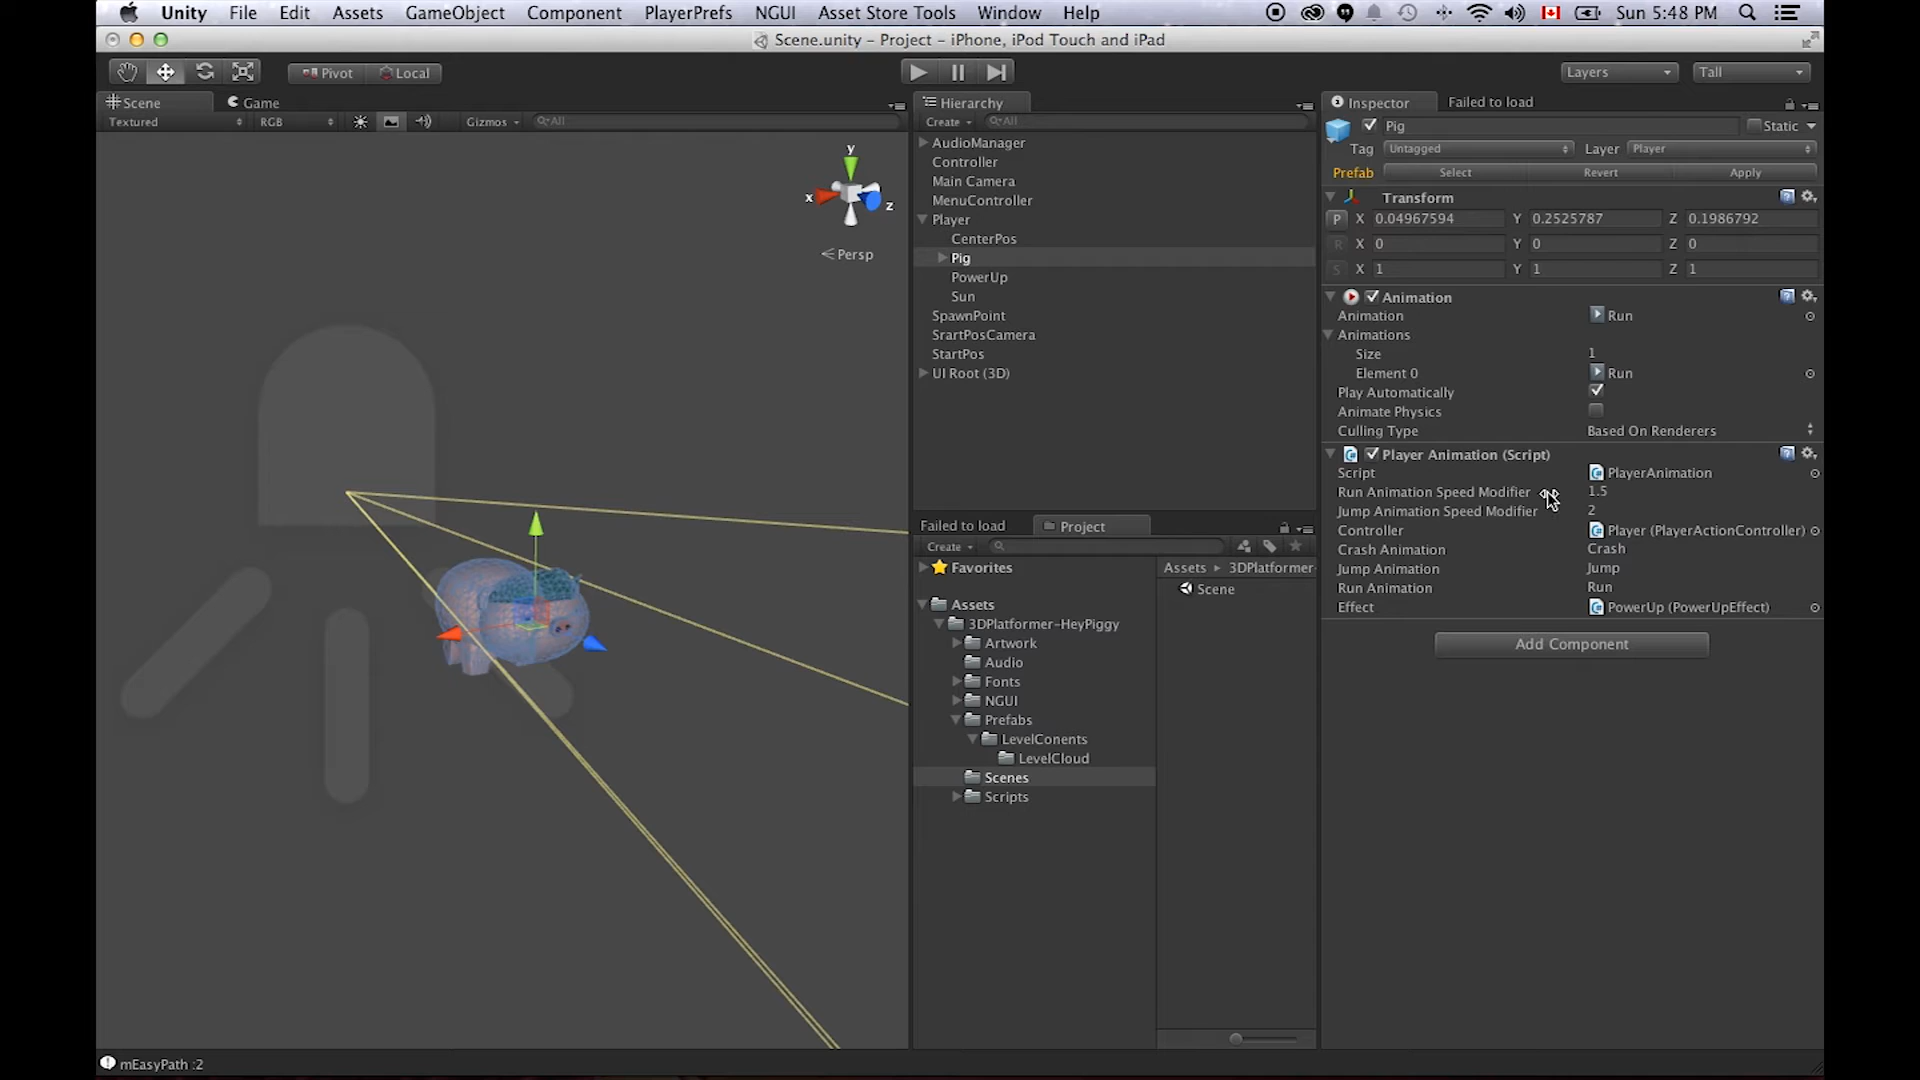 Unity File Edit Assets GameObject Component PlayerPrefs NGUI Asset Store Tools Window Help Sun 5:48 PM
Scene.unity – Project – iPhone, iPod Touch and iPad
Pivot Local Layers Tall
Scene Game
Textured RGB Gizmos All
y
x
z
Persp
Hierarchy
Create All
AudioManager
Controller
Main Camera
MenuController
Player
CenterPos
Pig
PowerUp
Sun
SpawnPoint
SrartPosCamera
StartPos
UI Root (3D)
Failed to load Project
Create
Favorites
Assets
3DPlatformer-HeyPiggy
Artwork
Audio
Fonts
NGUI
Prefabs
LevelConents
LevelCloud
Scenes
Scripts
Assets 3DPlatformer-
Scene
Inspector Failed to load
Pig Static
Tag Untagged Layer Player
Prefab Select Revert Apply
Transform
P X 0.04967594 Y 0.2525787 Z 0.1986792
R X 0 Y 0 Z 0
S X 1 Y 1 Z 1
Animation
Animation Run
Animations
Size 1
Element 0 Run
Play Automatically
Animate Physics
Culling Type Based On Renderers
Player Animation (Script)
Script PlayerAnimation
Run Animation Speed Modifier 1.5
Jump Animation Speed Modifier 2
Controller Player (PlayerActionController)
Crash Animation Crash
Jump Animation Jump
Run Animation Run
Effect PowerUp (PowerUpEffect)
Add Component
mEasyPath :2